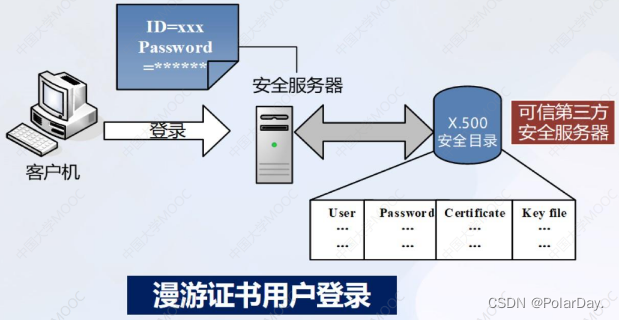 ID=xxx
Password
=******
安全服务器
登录
客户机
X.500
安全目录
可信第三方
安全服务器
User Password Certificate Key file
... ... ... ...
... ... ... ...
漫游证书用户登录
CSDN @PolarDay.
中国大学MOOC